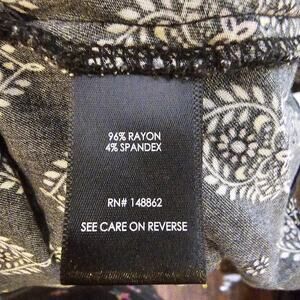 96% RAYON
4% SPANDEX
RN# 148862
SEE CARE ON REVERSE